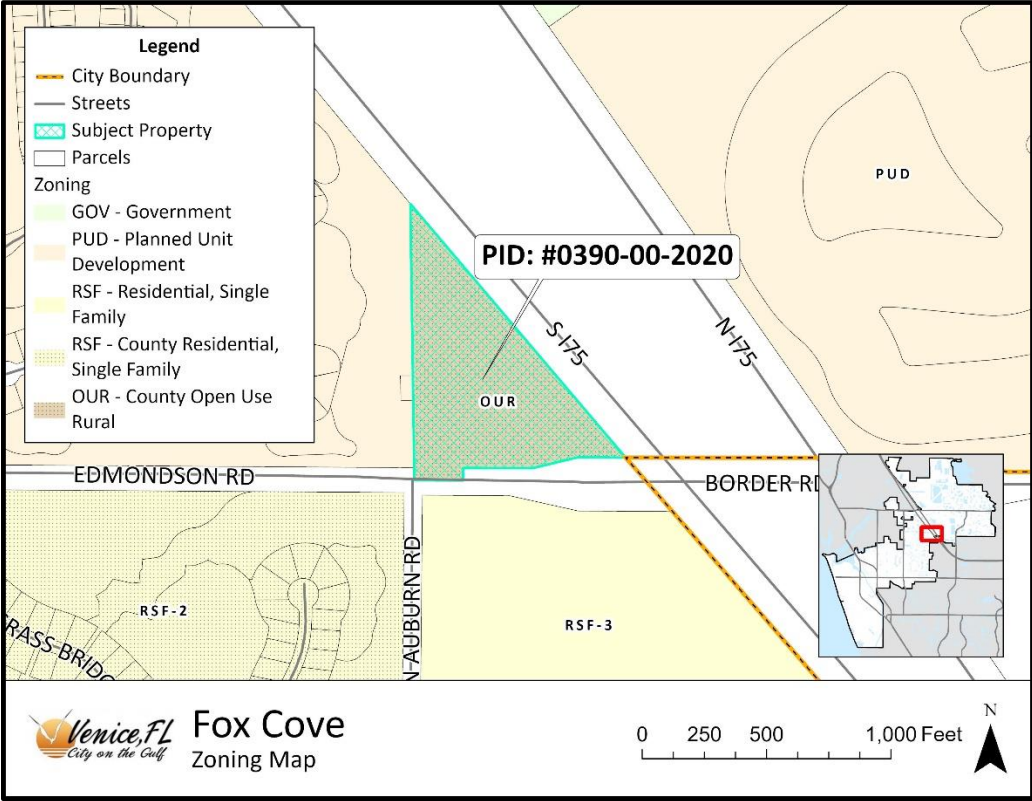 Legend
City Boundary
Streets
Subject Property
Parcels
Zoning
GOV - Government
PUD - Planned Unit
Development
RSF - Residential, Single
Family
RSF - County Residential,
Single Family
OUR - County Open Use
Rural
PUD
PID: #0390-00-2020
S I75
N I75
OUR
EDMONDSON RD
BORDER RD
N AUBURN RD
RSF-2
RSF-3
GRASS BRIDG
Venice, FL
City on the Gulf
Fox Cove
Zoning Map
0 250 500 1,000 Feet
N